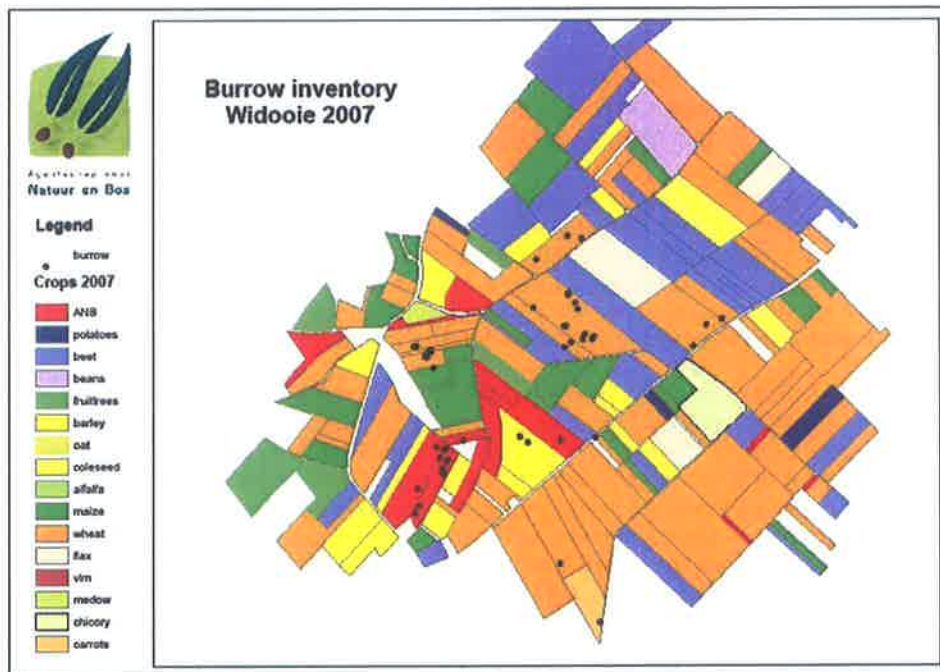 Burrow inventory
Widooie 2007
Natuur en Bos
Legend
burrow
Crops 2007
ANB
potatoes
beet
beans
fruittrees
barley
oat
coleseed
alfalfa
maize
wheat
flax
vlm
medow
chicory
carrots